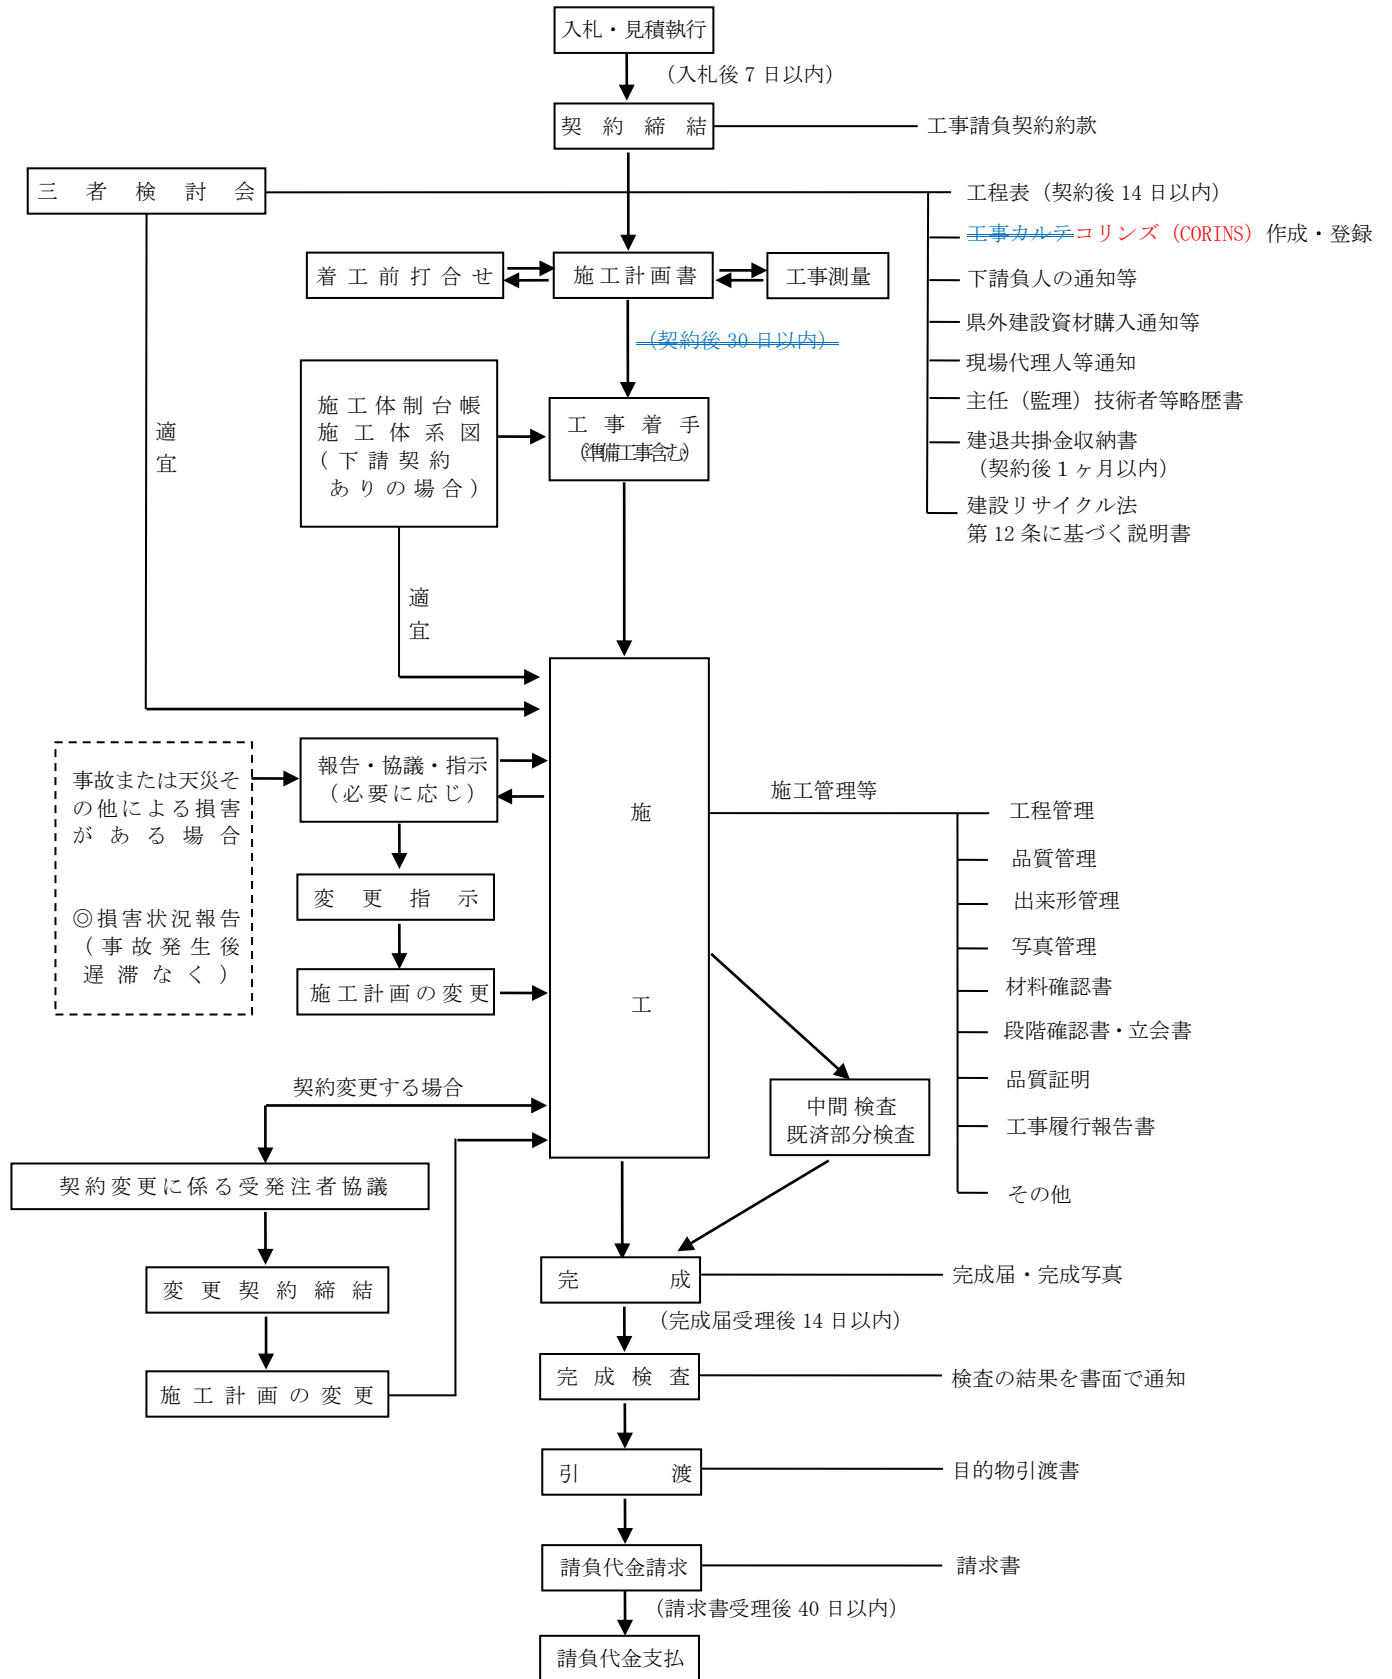 入札・見積執行
（入札後 7 日以内）
契約締結
工事請負契約約款
三者検討会
工程表（契約後 14 日以内）
工事カルテコリンズ（CORINS）作成・登録
下請負人の通知等
県外建設資材購入通知等
現場代理人等通知
主任（監理）技術者等略歴書
建退共掛金収納書
（契約後１ヶ月以内）
建設リサイクル法
第 12 条に基づく説明書
着工前打合せ
施工計画書
工事測量
（契約後 30 日以内）
施工体制台帳
施工体系図
（下請契約
ありの場合）
工事着手
（準備工事含む）
適宜
適宜
施工
事故または天災そ
の他による損害
がある場合
◎損害状況報告
（事故発生後
遅滞なく）
報告・協議・指示
（必要に応じ）
変更指示
施工計画の変更
施工管理等
工程管理
品質管理
出来形管理
写真管理
材料確認書
段階確認書・立会書
品質証明
工事履行報告書
その他
中間 検査
既済部分検査
契約変更する場合
契約変更に係る受発注者協議
変更契約締結
施工計画の変更
完成
完成届・完成写真
（完成届受理後 14 日以内）
完成検査
検査の結果を書面で通知
引渡
目的物引渡書
請負代金請求
請求書
（請求書受理後 40 日以内）
請負代金支払